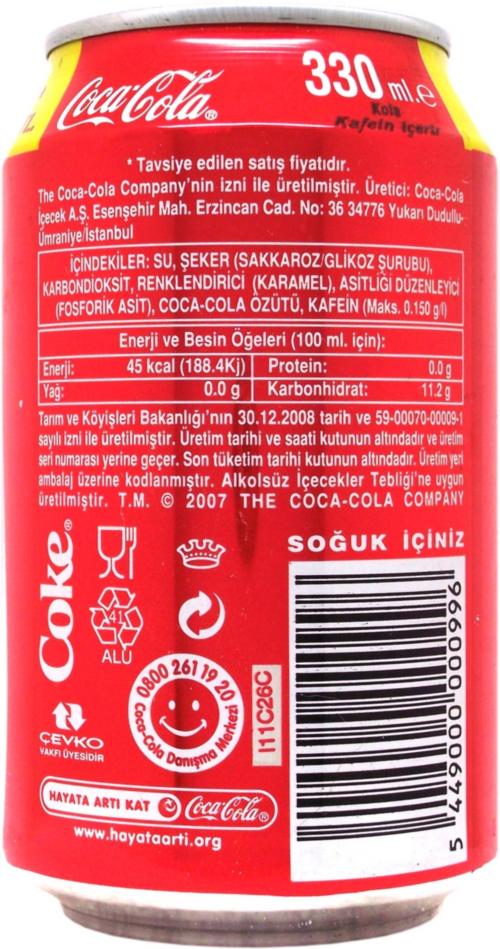 Coca-Cola®
330 ml. e
Kola
Kafein içerir
* Tavsiye edilen satış fiyatıdır.
The Coca-Cola Company'nin izni ile üretilmiştir. Üretici: Coca-Cola
İçecek A.Ş. Esenşehir Mah. Erzincan Cad. No: 36 34776 Yukarı Dudullu-
Ümraniye/İstanbul
İÇİNDEKİLER: SU, ŞEKER (SAKKAROZ/GLİKOZ ŞURUBU),
KARBONDİOKSİT, RENKLENDİRİCİ (KARAMEL), ASİTLİĞİ DÜZENLEYİCİ
(FOSFORİK ASİT), COCA-COLA ÖZÜTÜ, KAFEİN (Maks. 0.150 g/l)
Enerji ve Besin Öğeleri (100 ml. için):
Enerji: 45 kcal (188.4Kj) Protein: 0.0 g
Yağ: 0.0 g Karbonhidrat: 11.2 g
Tarım ve Köyişleri Bakanlığı'nın 30.12.2008 tarih ve 59-00070-00009-1
sayılı izni ile üretilmiştir. Üretim tarihi ve saati kutunun altındadır ve üretim
seri numarası yerine geçer. Son tüketim tarihi kutunun altındadır. Üretim yeri
ambalaj üzerine kodlanmıştır. Alkolsüz İçecekler Tebliği'ne uygun
üretilmiştir. T.M. © 2007 THE COCA-COLA COMPANY
SOĞUK İÇİNİZ
Coke®
41
ALU
0800 261 19 20
Coca-Cola Danışma Merkezi
I11C26C
ÇEVKO
VAKFI ÜYESİDİR
HAYATA ARTI KAT Coca-Cola®
www.hayataarti.org
5 449000 000996